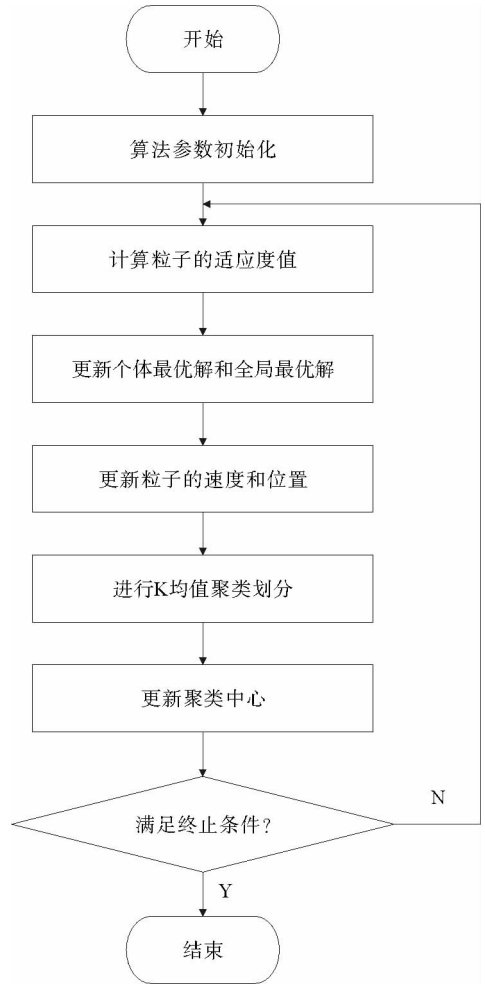 开始
算法参数初始化
计算粒子的适应度值
更新个体最优解和全局最优解
更新粒子的速度和位置
进行K均值聚类划分
更新聚类中心
满足终止条件?
N
Y
结束